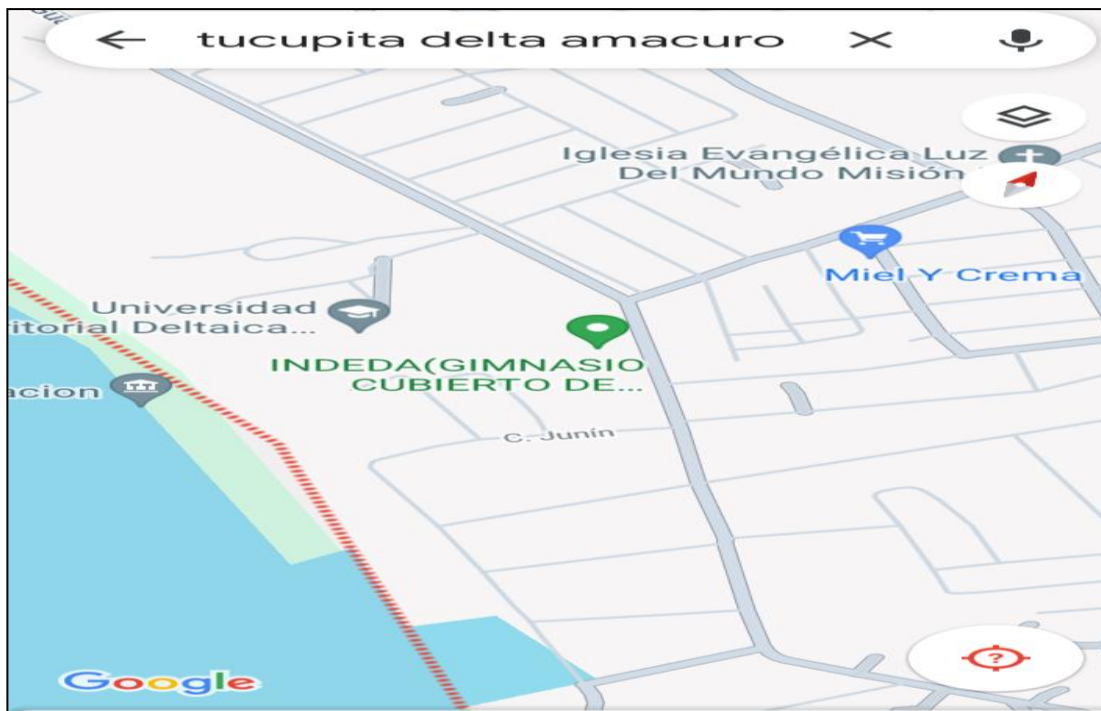 tucupita delta amacuro
Iglesia Evangélica Luz
Del Mundo Misión
Miel Y Crema
Universidad
itorial Deltaica...
INDEDA(GIMNASIO
CUBIERTO DE...
acion
C. Junín
?
Google